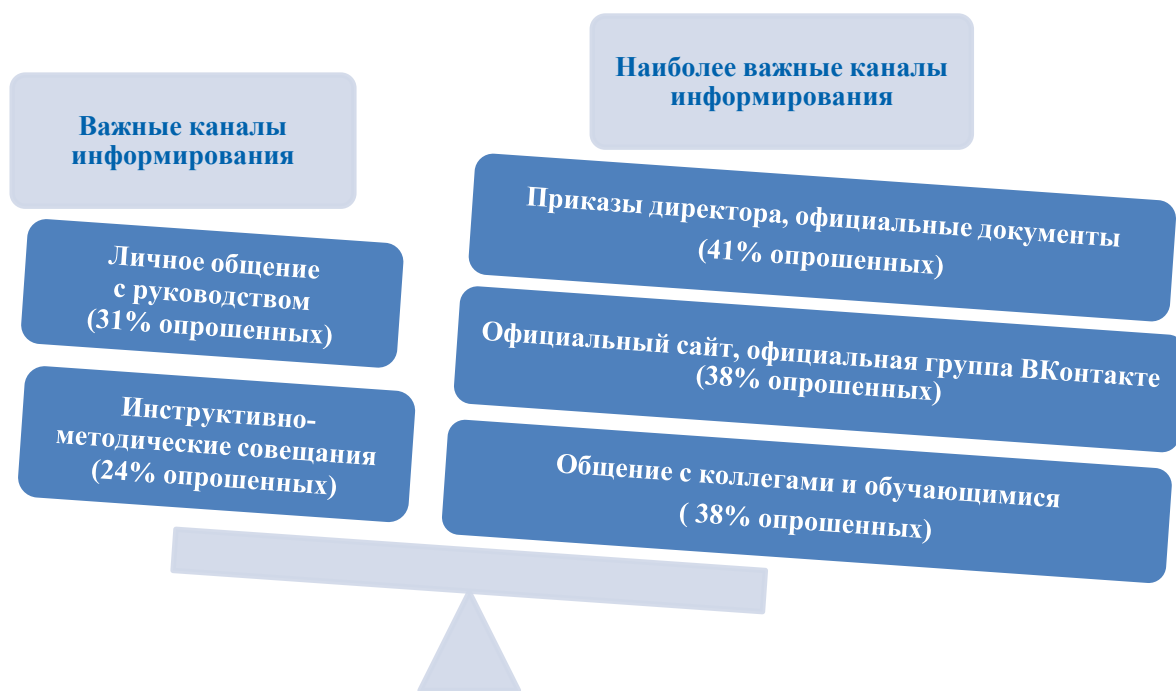 Важные каналы
информирования
Личное общение
с руководством
(31% опрошенных)
Инструктивно-
методические совещания
(24% опрошенных)
Наиболее важные каналы
информирования
Приказы директора, официальные документы
(41% опрошенных)
Официальный сайт, официальная группа ВКонтакте
(38% опрошенных)
Общение с коллегами и обучающимися
( 38% опрошенных)